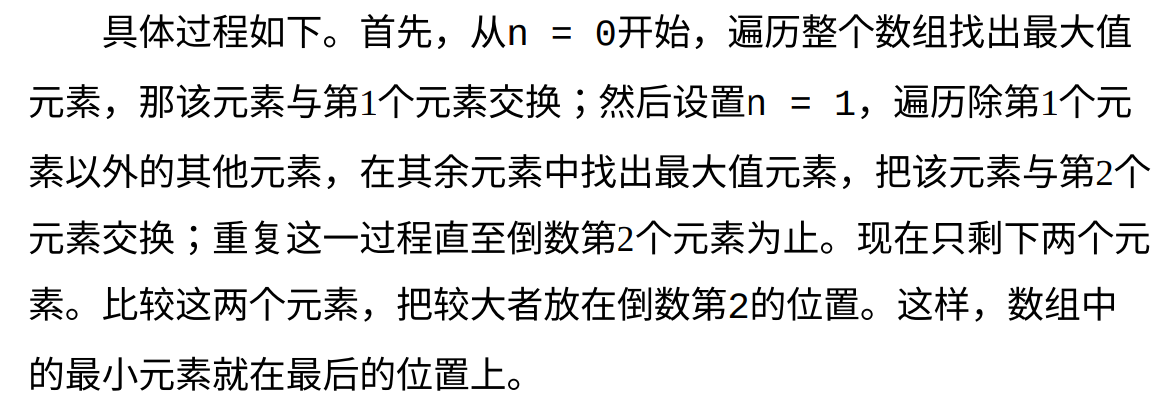 具体过程如下。首先，从n = 0开始，遍历整个数组找出最大值
元素，那该元素与第1个元素交换；然后设置n = 1，遍历除第1个元
素以外的其他元素，在其余元素中找出最大值元素，把该元素与第2个
元素交换；重复这一过程直至倒数第2个元素为止。现在只剩下两个元
素。比较这两个元素，把较大者放在倒数第2的位置。这样，数组中
的最小元素就在最后的位置上。